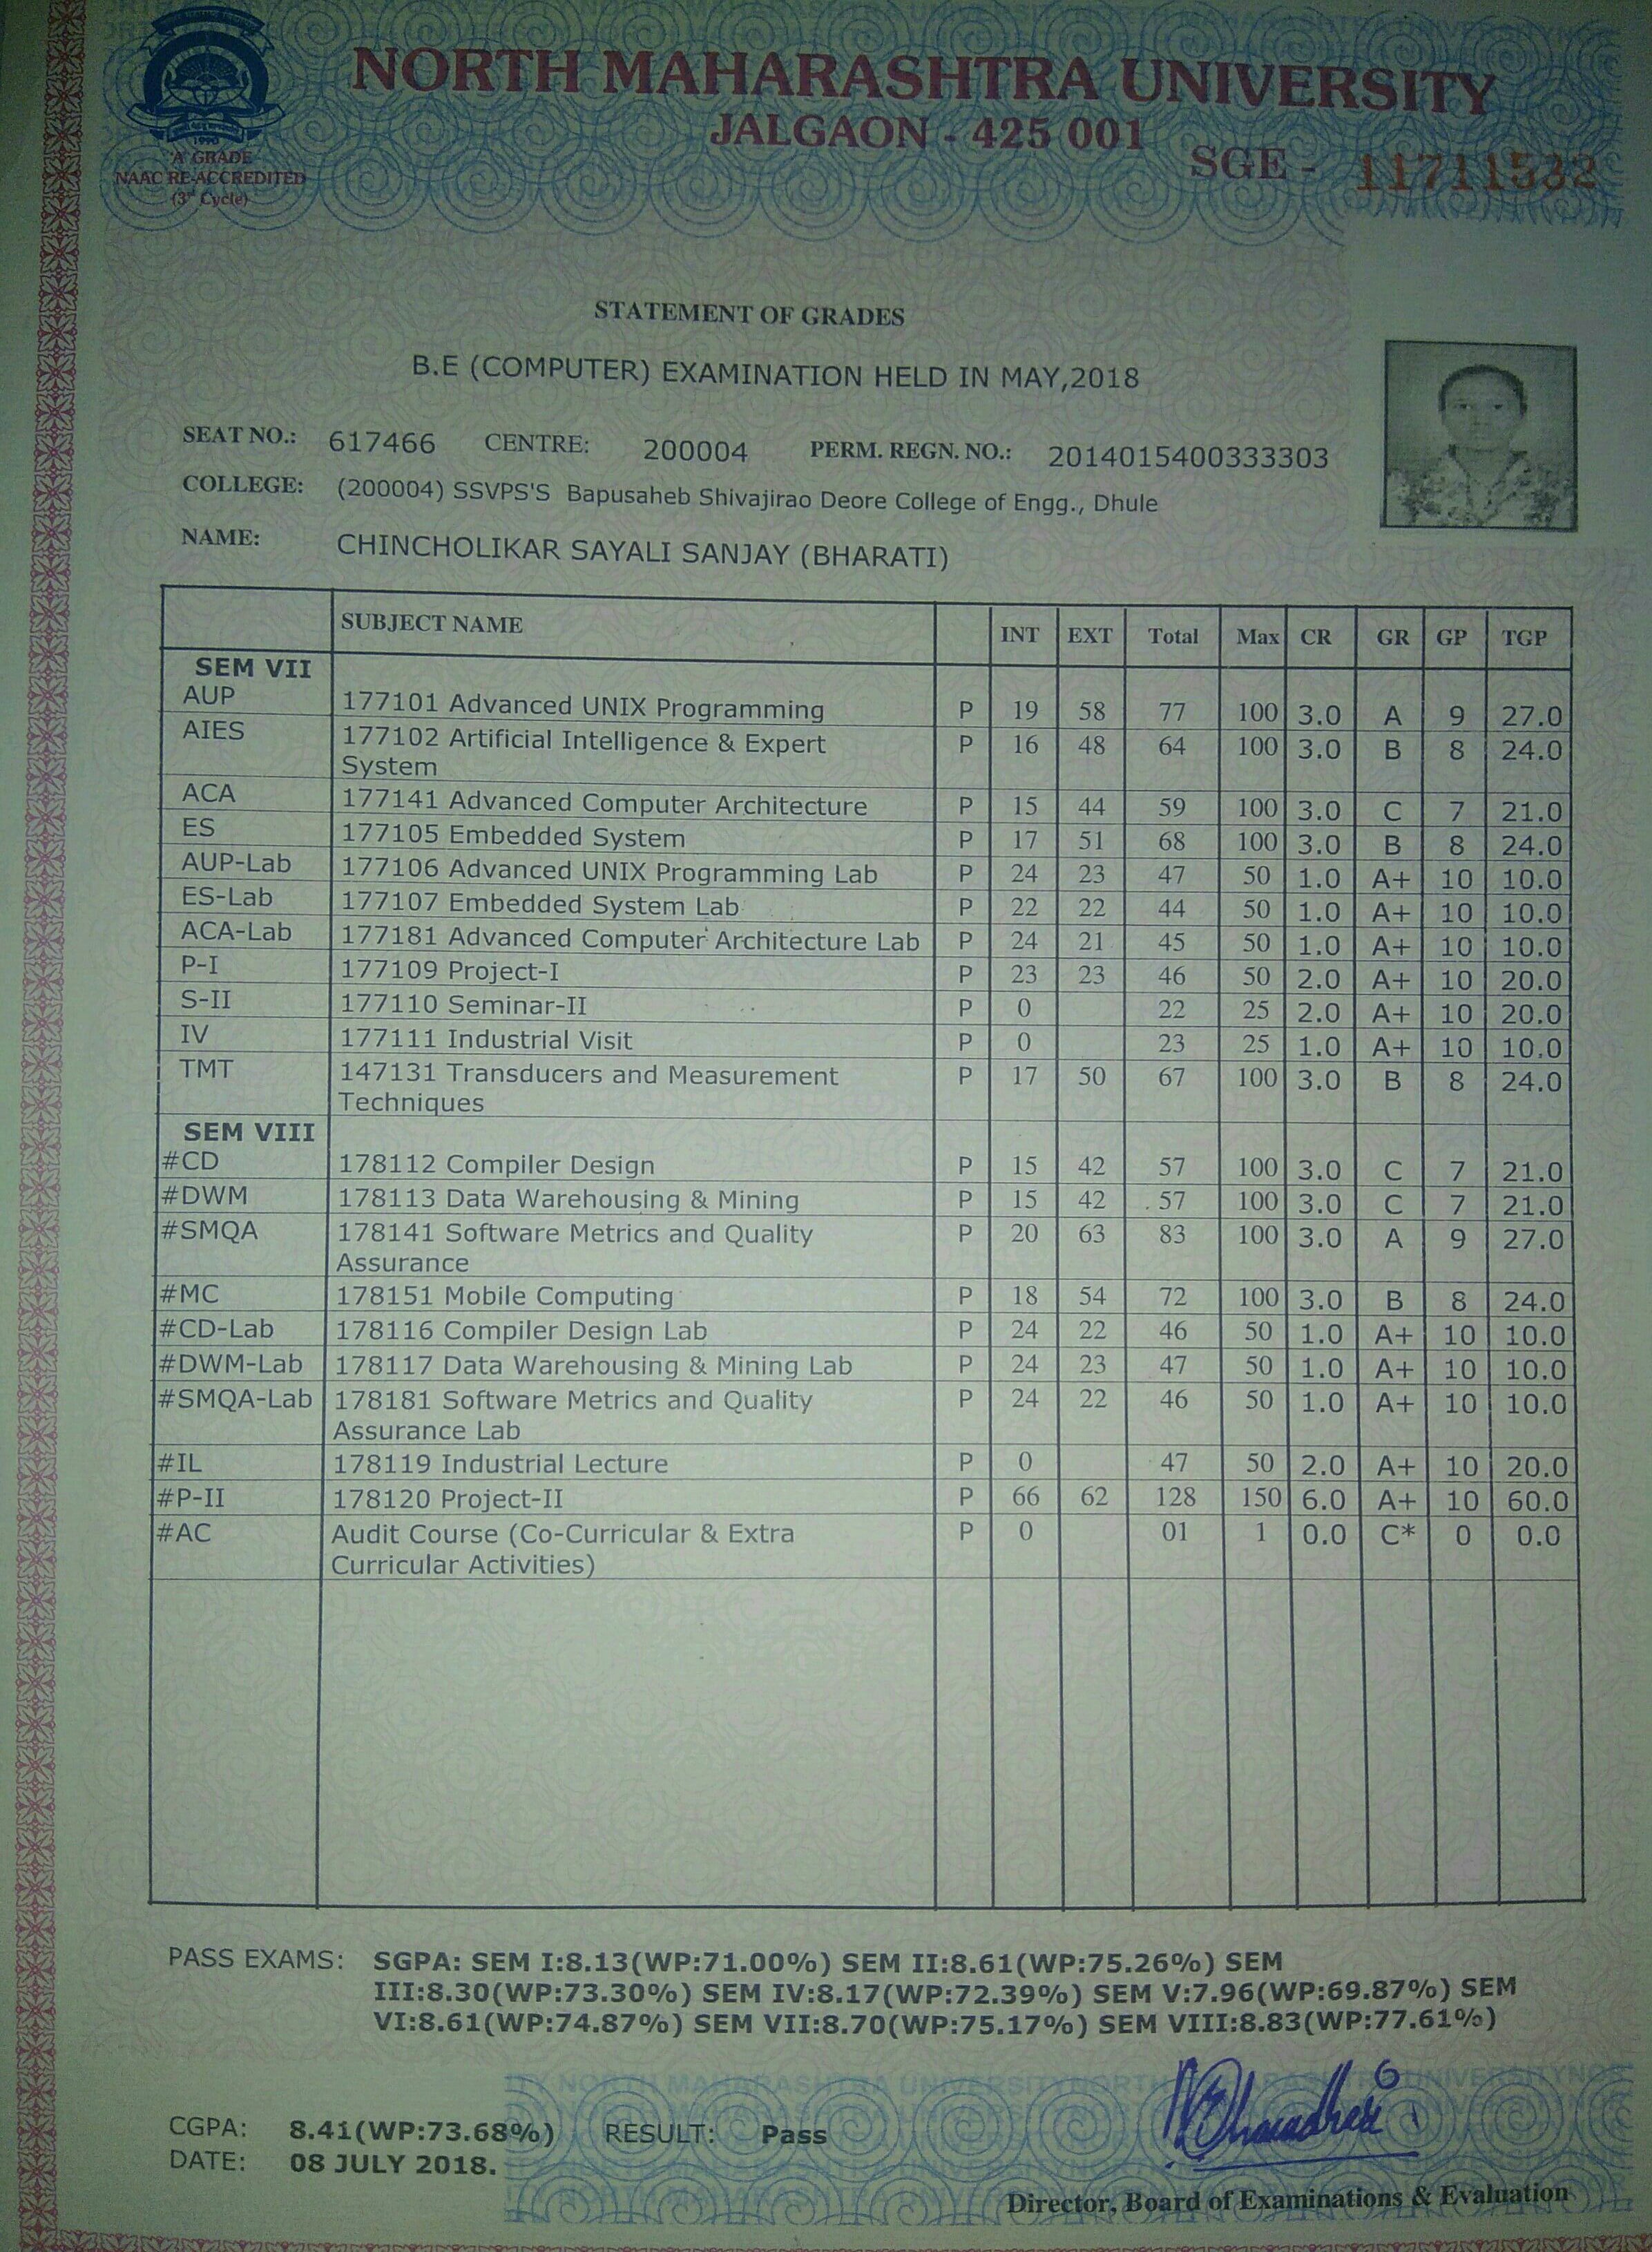 NORTH MAHARASHTRA UNIVERSITY
JALGAON - 425 001
1990
'A' GRADE
NAAC RE-ACCREDITED
(3rd Cycle)
SGE - 11711532
STATEMENT OF GRADES
B.E (COMPUTER) EXAMINATION HELD IN MAY,2018
SEAT NO.: 617466 CENTRE: 200004 PERM. REGN. NO.: 2014015400333303
COLLEGE: (200004) SSVPS'S Bapusaheb Shivajirao Deore College of Engg., Dhule
NAME: CHINCHOLIKAR SAYALI SANJAY (BHARATI)
SUBJECT NAME INT EXT Total Max CR GR GP TGP
SEM VII
AUP 177101 Advanced UNIX Programming P 19 58 77 100 3.0 A 9 27.0
AIES 177102 Artificial Intelligence & Expert P 16 48 64 100 3.0 B 8 24.0
System
ACA 177141 Advanced Computer Architecture P 15 44 59 100 3.0 C 7 21.0
ES 177105 Embedded System P 17 51 68 100 3.0 B 8 24.0
AUP-Lab 177106 Advanced UNIX Programming Lab P 24 23 47 50 1.0 A+ 10 10.0
ES-Lab 177107 Embedded System Lab P 22 22 44 50 1.0 A+ 10 10.0
ACA-Lab 177181 Advanced Computer Architecture Lab P 24 21 45 50 1.0 A+ 10 10.0
P-I 177109 Project-I P 23 23 46 50 2.0 A+ 10 20.0
S-II 177110 Seminar-II P 0 22 25 2.0 A+ 10 20.0
IV 177111 Industrial Visit P 0 23 25 1.0 A+ 10 10.0
TMT 147131 Transducers and Measurement P 17 50 67 100 3.0 B 8 24.0
Techniques
SEM VIII
#CD 178112 Compiler Design P 15 42 57 100 3.0 C 7 21.0
#DWM 178113 Data Warehousing & Mining P 15 42 57 100 3.0 C 7 21.0
#SMQA 178141 Software Metrics and Quality P 20 63 83 100 3.0 A 9 27.0
Assurance
#MC 178151 Mobile Computing P 18 54 72 100 3.0 B 8 24.0
#CD-Lab 178116 Compiler Design Lab P 24 22 46 50 1.0 A+ 10 10.0
#DWM-Lab 178117 Data Warehousing & Mining Lab P 24 23 47 50 1.0 A+ 10 10.0
#SMQA-Lab 178181 Software Metrics and Quality P 24 22 46 50 1.0 A+ 10 10.0
Assurance Lab
#IL 178119 Industrial Lecture P 0 47 50 2.0 A+ 10 20.0
#P-II 178120 Project-II P 66 62 128 150 6.0 A+ 10 60.0
#AC Audit Course (Co-Curricular & Extra P 0 01 1 0.0 C* 0 0.0
Curricular Activities)
PASS EXAMS: SGPA: SEM I:8.13(WP:71.00%) SEM II:8.61(WP:75.26%) SEM
III:8.30(WP:73.30%) SEM IV:8.17(WP:72.39%) SEM V:7.96(WP:69.87%) SEM
VI:8.61(WP:74.87%) SEM VII:8.70(WP:75.17%) SEM VIII:8.83(WP:77.61%)
CGPA: 8.41(WP:73.68%) RESULT: Pass
DATE: 08 JULY 2018.
Director, Board of Examinations & Evaluation